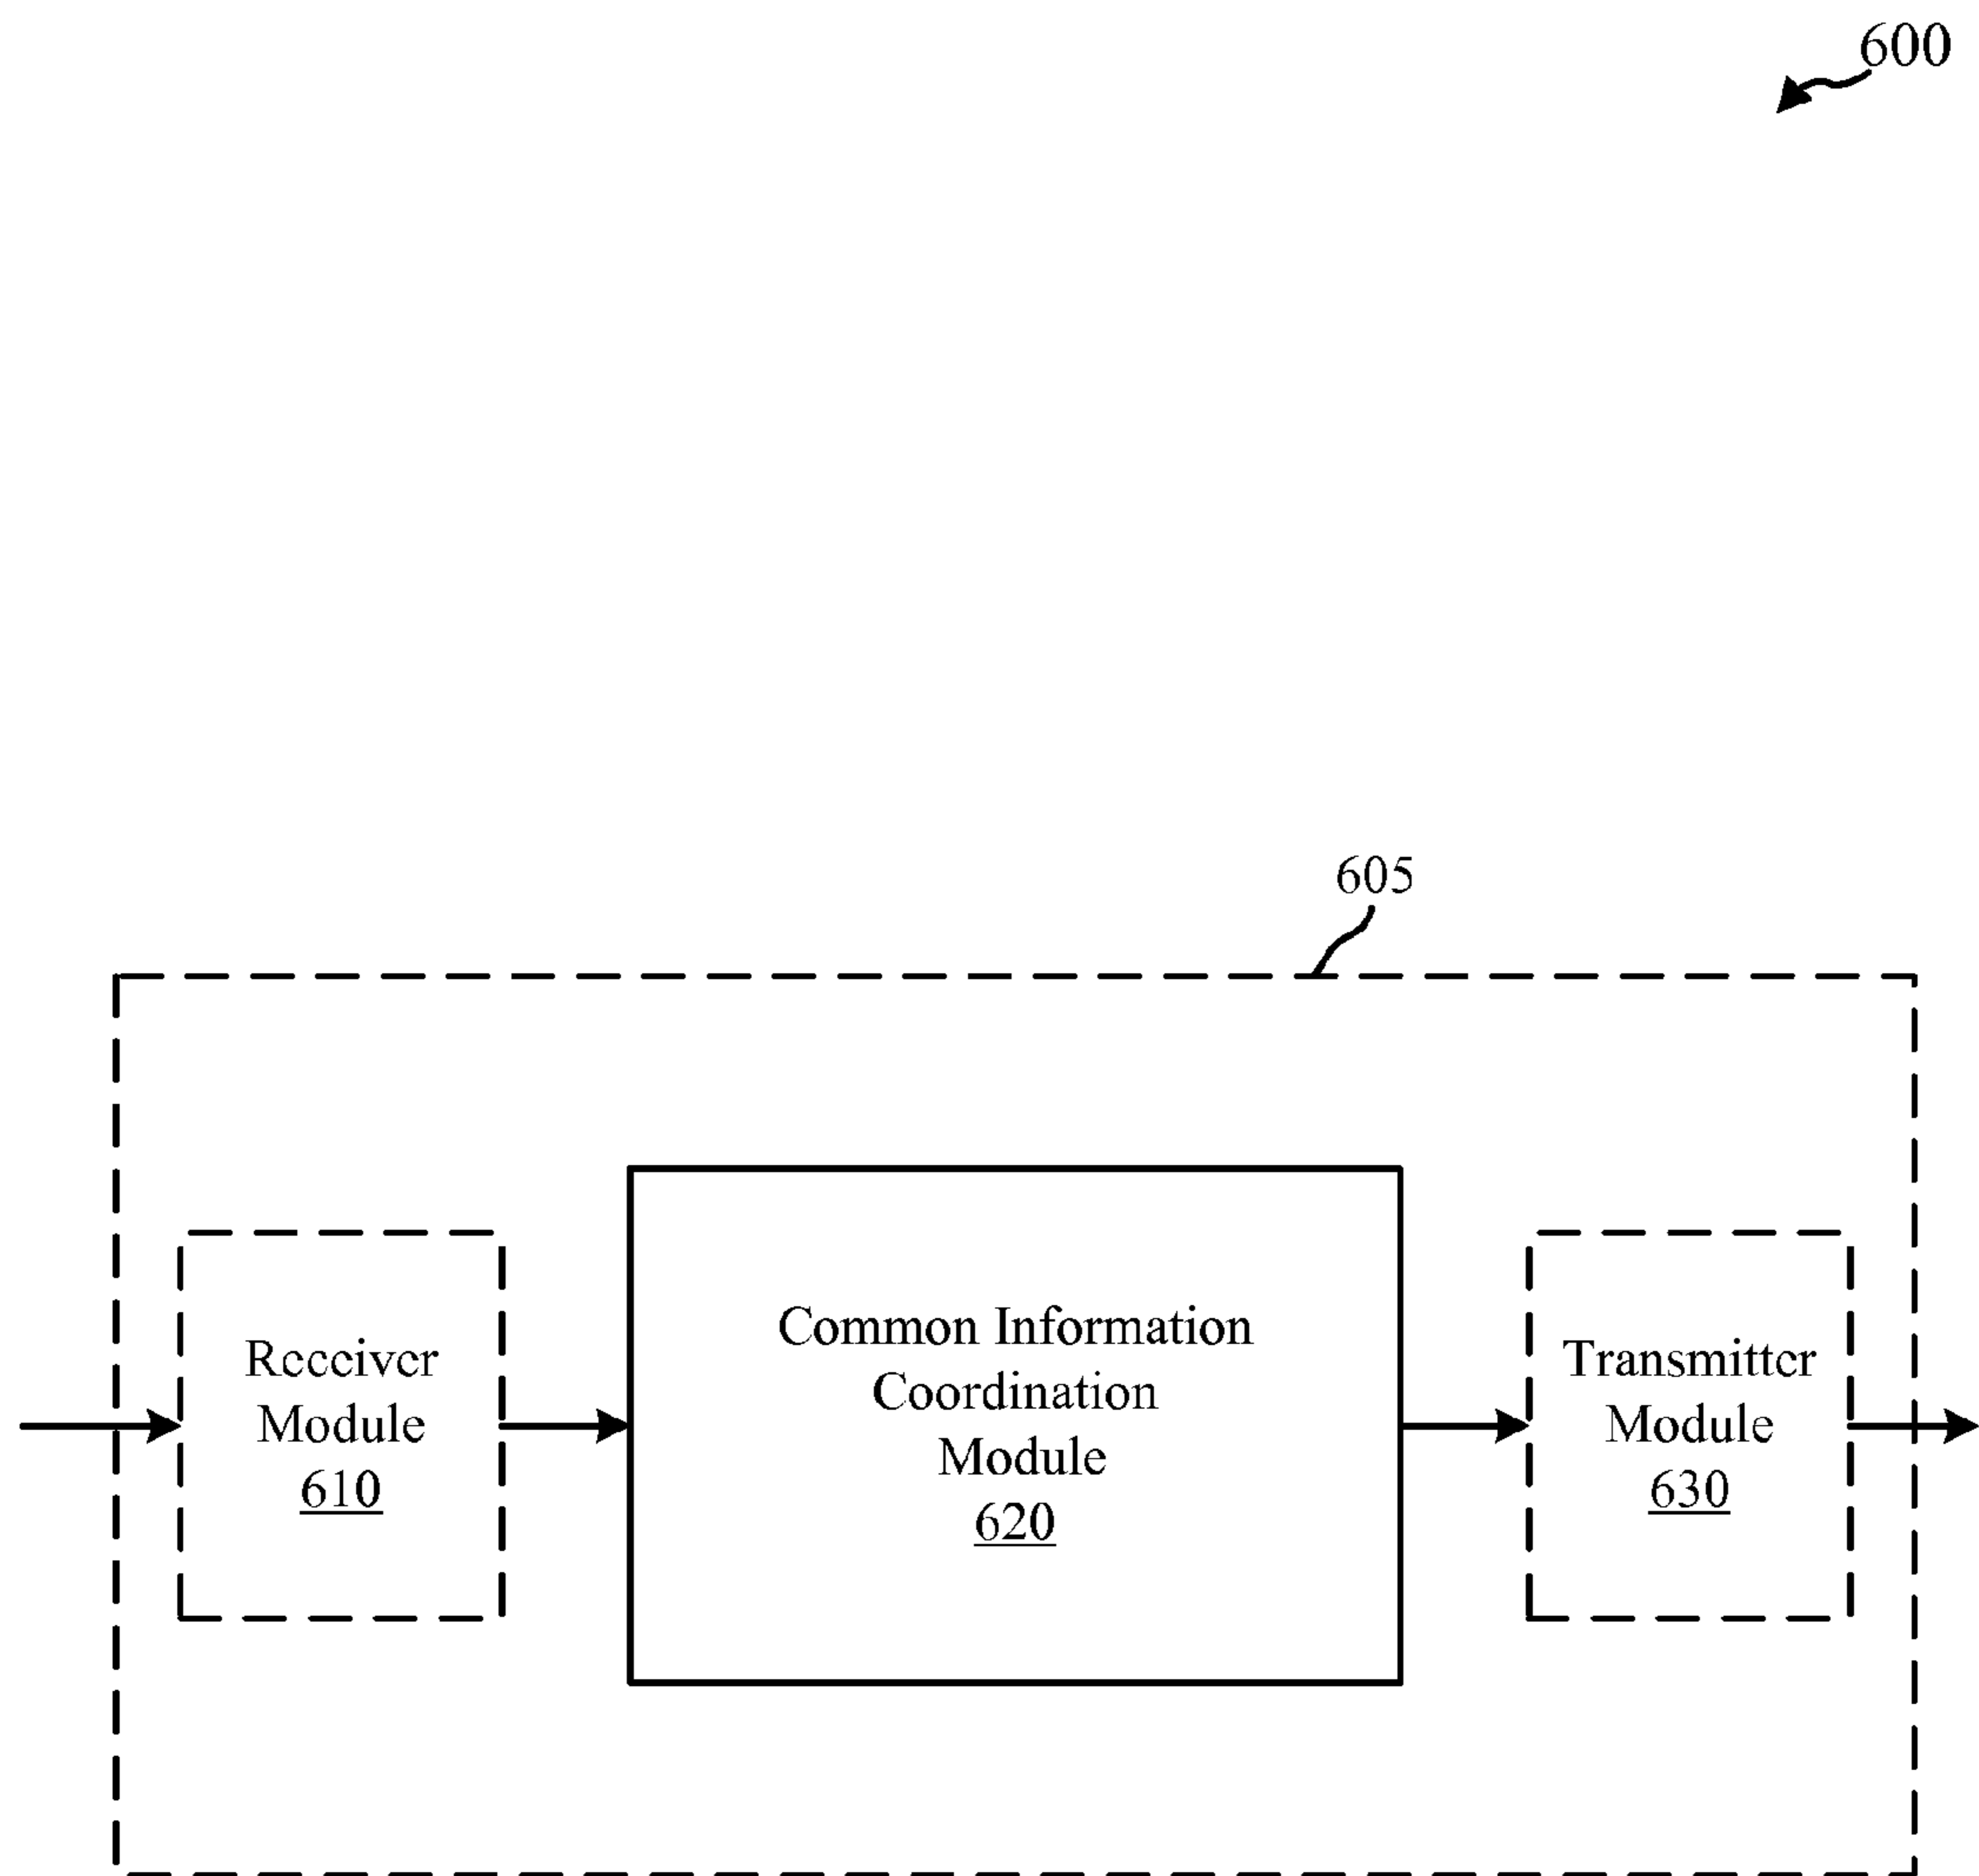 600
605
Receiver
Module
610
Common Information
Coordination
Module
620
Transmitter
Module
630